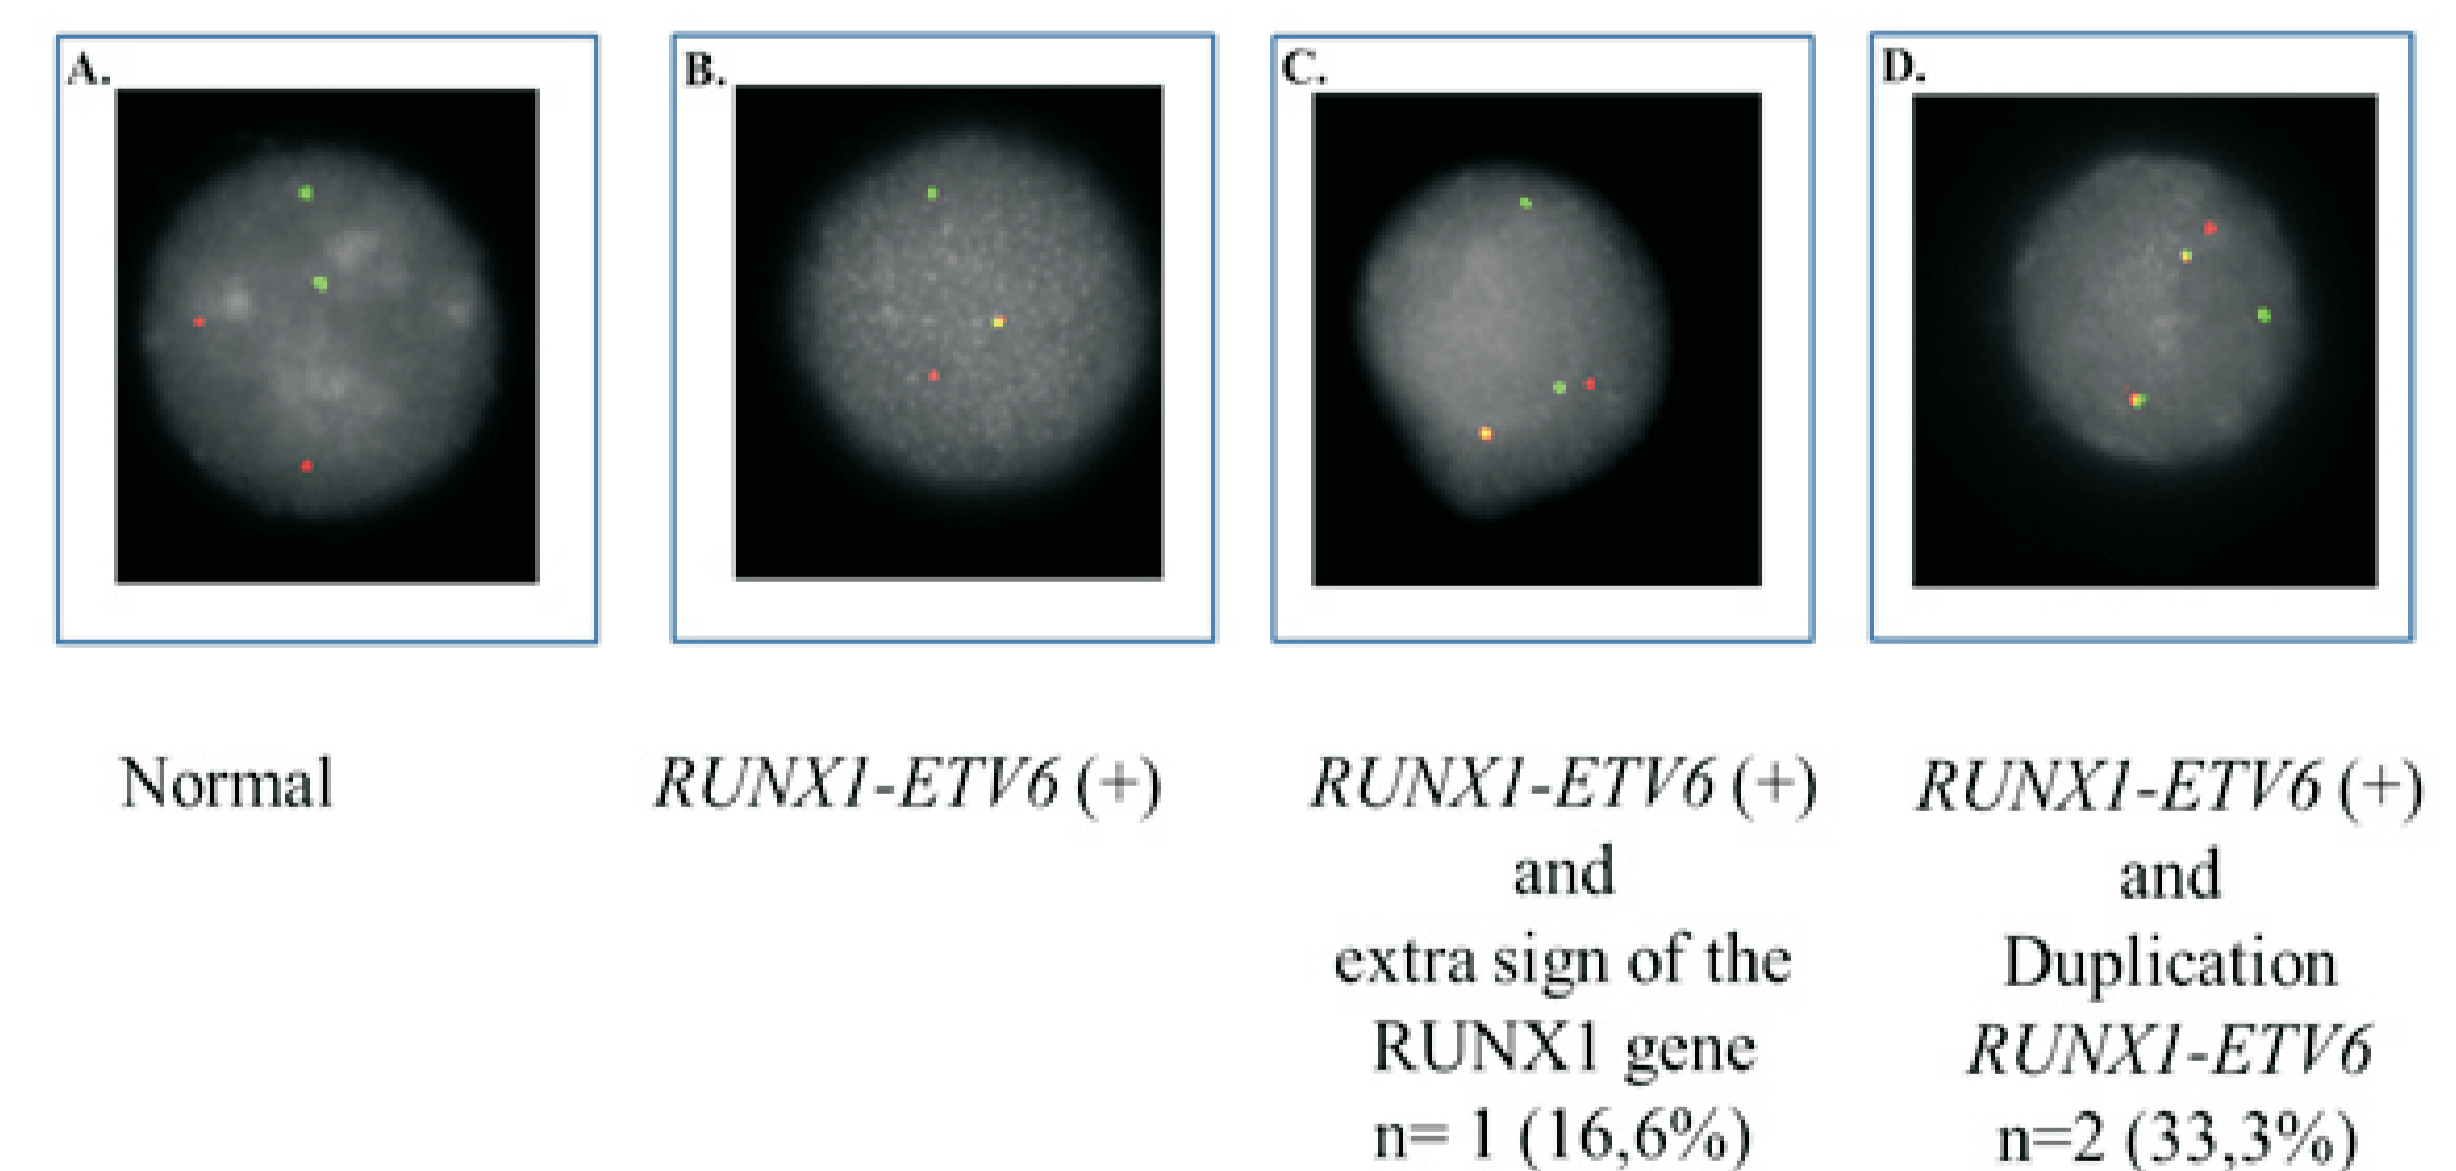 A.
B.
C.
D.
Normal
RUNX1-ETV6 (+)
RUNX1-ETV6 (+)
and
extra sign of the
RUNX1 gene
n= 1 (16,6%)
RUNX1-ETV6 (+)
and
Duplication
RUNX1-ETV6
n=2 (33,3%)